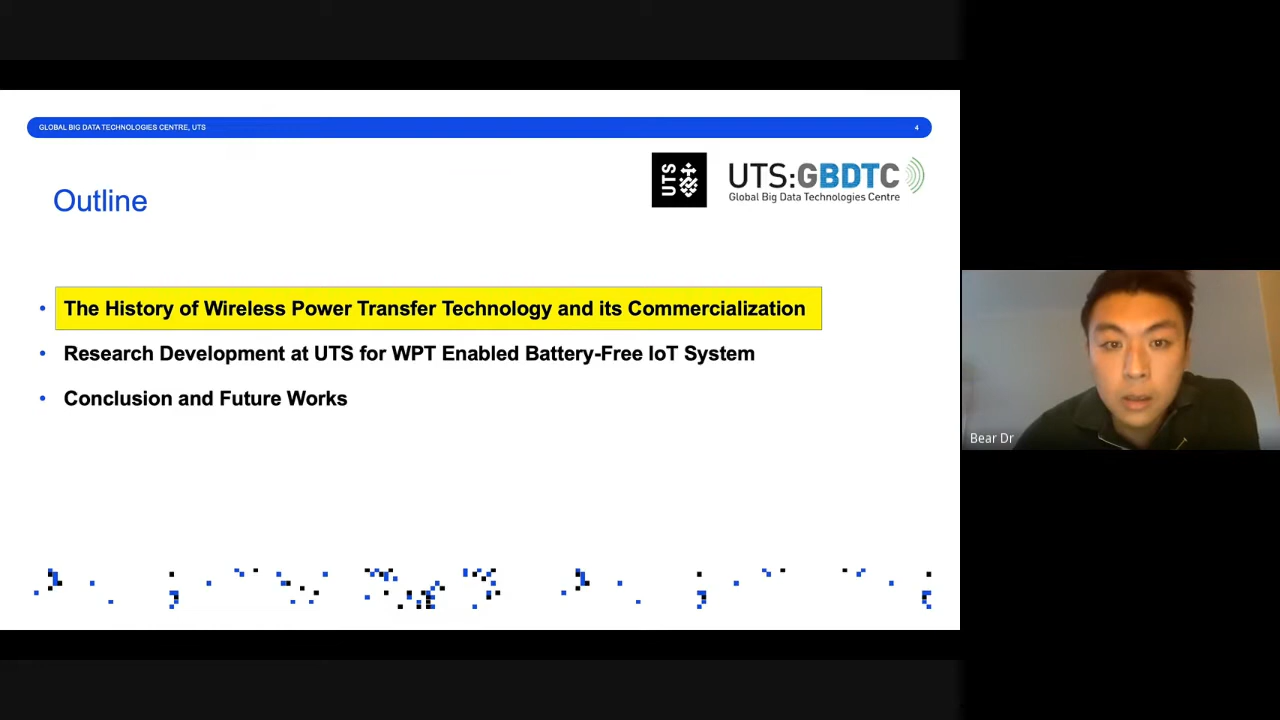 GLOBAL BIG DATA TECHNOLOGIES CENTRE, UTS
4
UTS
UTS:GBDTC
Global Big Data Technologies Centre
Outline
• The History of Wireless Power Transfer Technology and its Commercialization
• Research Development at UTS for WPT Enabled Battery-Free IoT System
• Conclusion and Future Works
Bear Dr